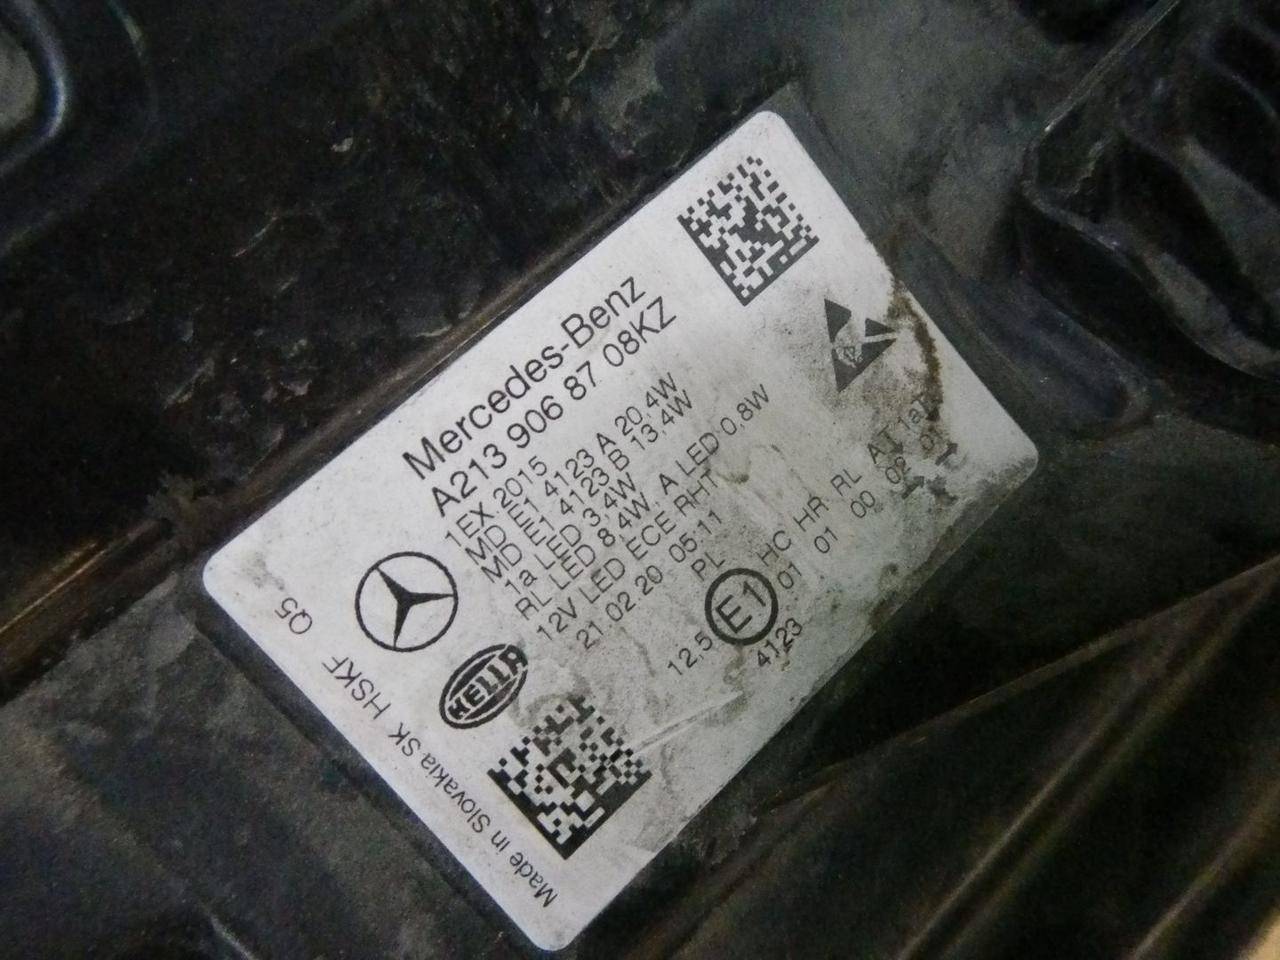 Mercedes-Benz
A213 906 87 08KZ
1EX 2015
MD E1 4123 A 20.4W
MD E1 4123 B 13.4W
1a LED 3.4W
RL LED 8.4W A LED 0.8W
12V LED ECE RHT
21 02 20 05:11
PL HC HR RL AT 1aT
12,5 E1 01 01 00 02 01
4123
HELLA
Q5
Made in Slovakia SK HSKF